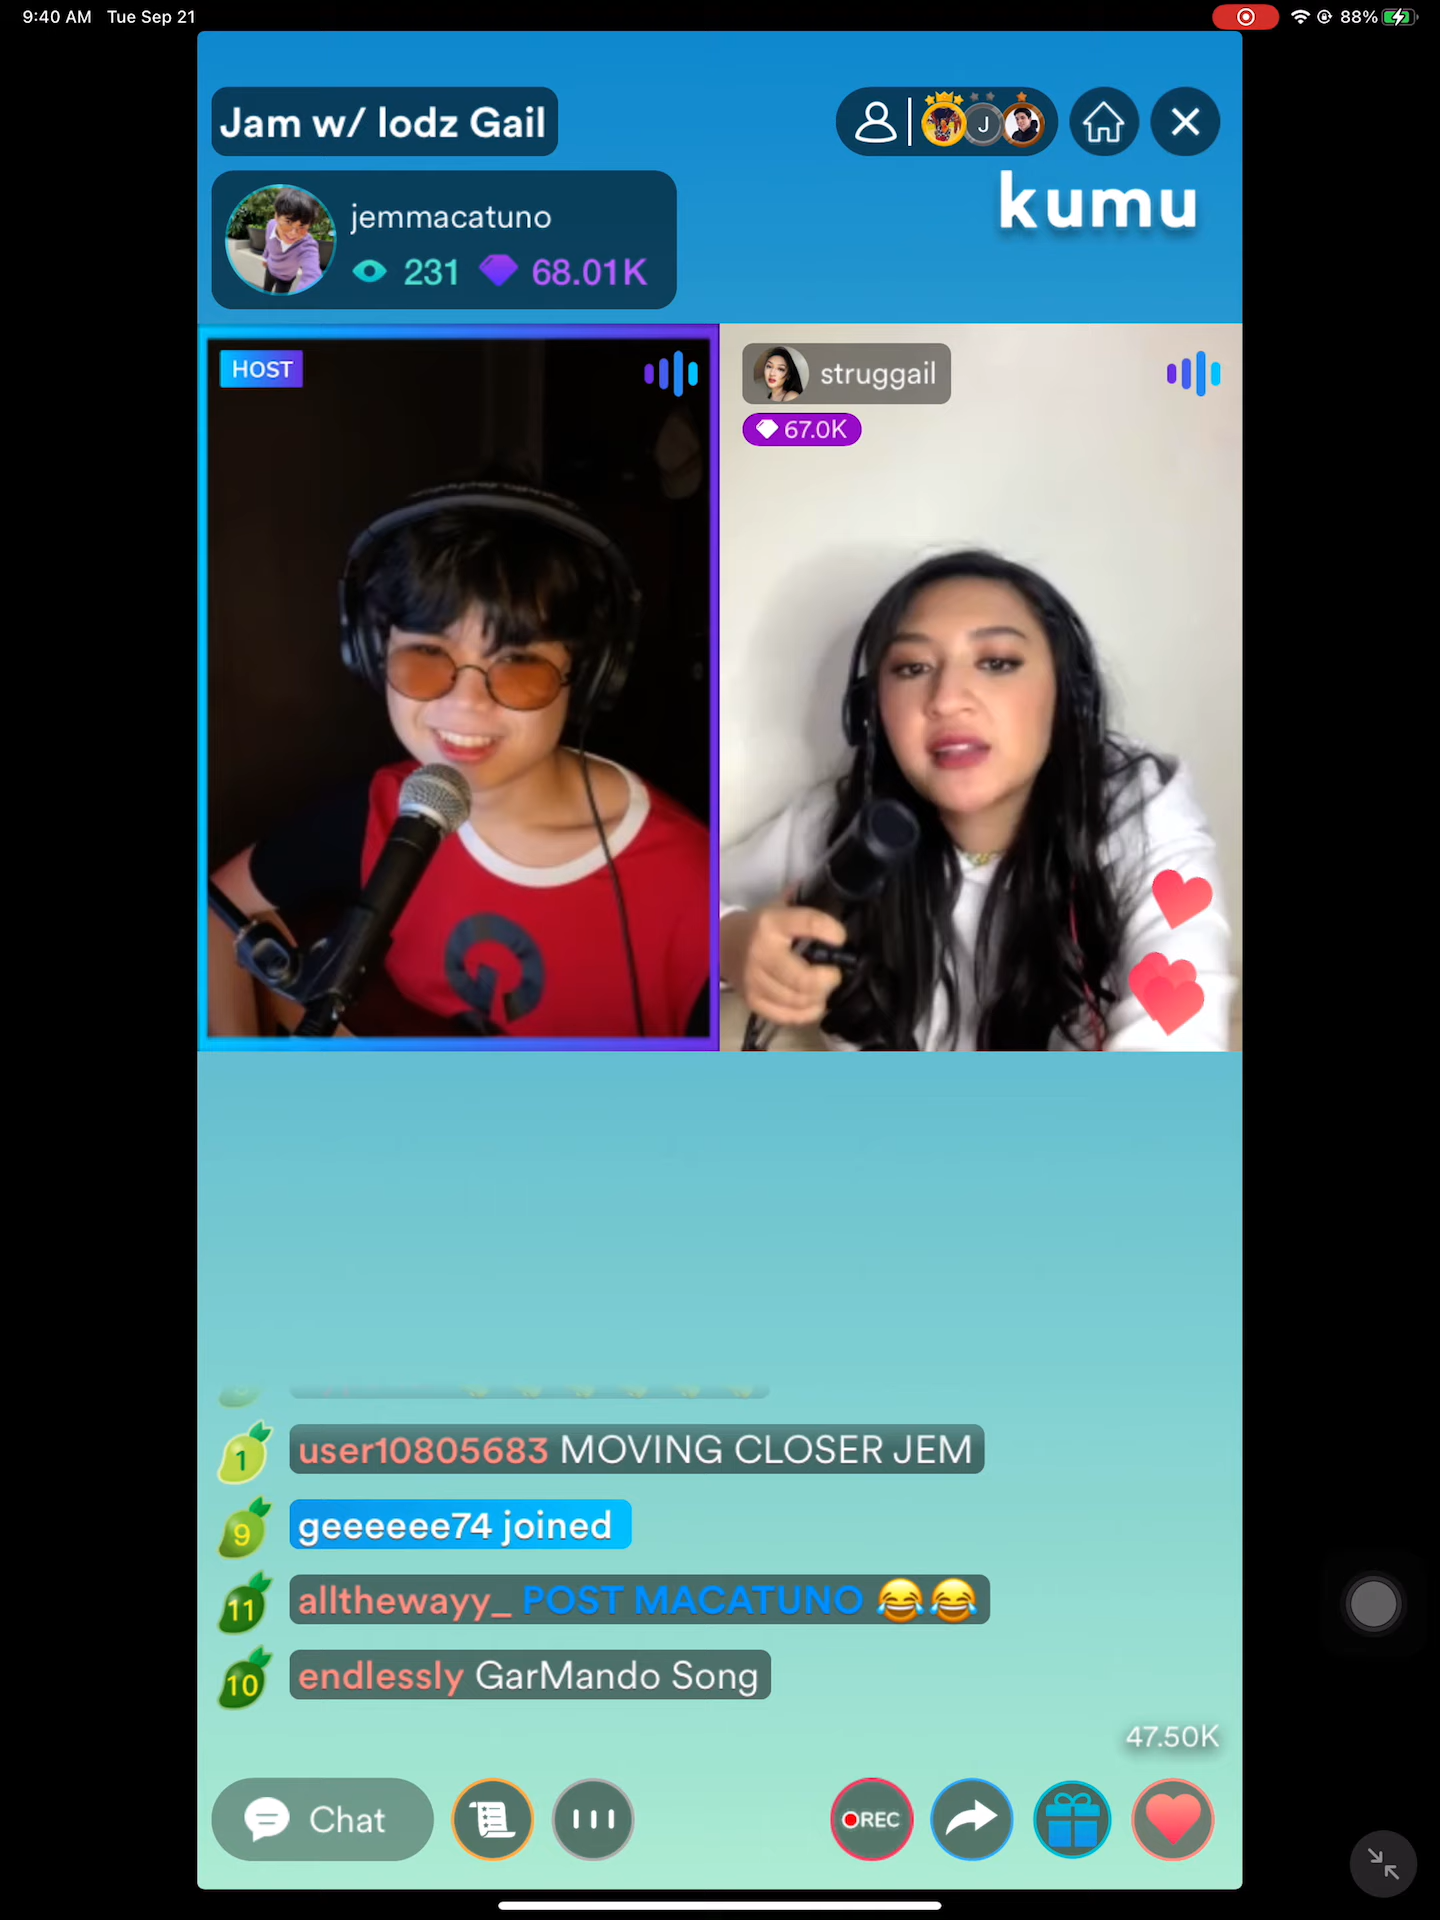 9:40 AM Tue Sep 21
88%
Jam w/ lodz Gail
J
jemmacatuno
231 68.01K
kumu
HOST
struggail
67.0K
1 user10805683 MOVING CLOSER JEM
9 geeeeee74 joined
11 allthewayy_ POST MACATUNO 😂😂
10 endlessly GarMando Song
47.50K
Chat
REC